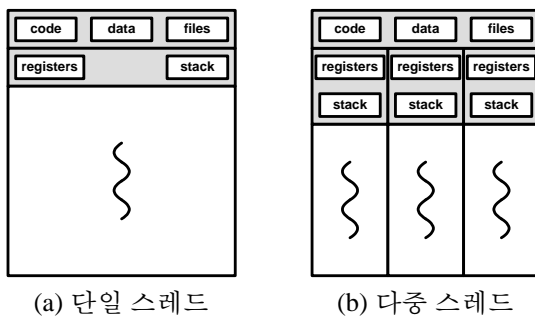 code data files
registers stack
(a) 단일 스레드
code data files
registers registers registers
stack stack stack
(b) 다중 스레드